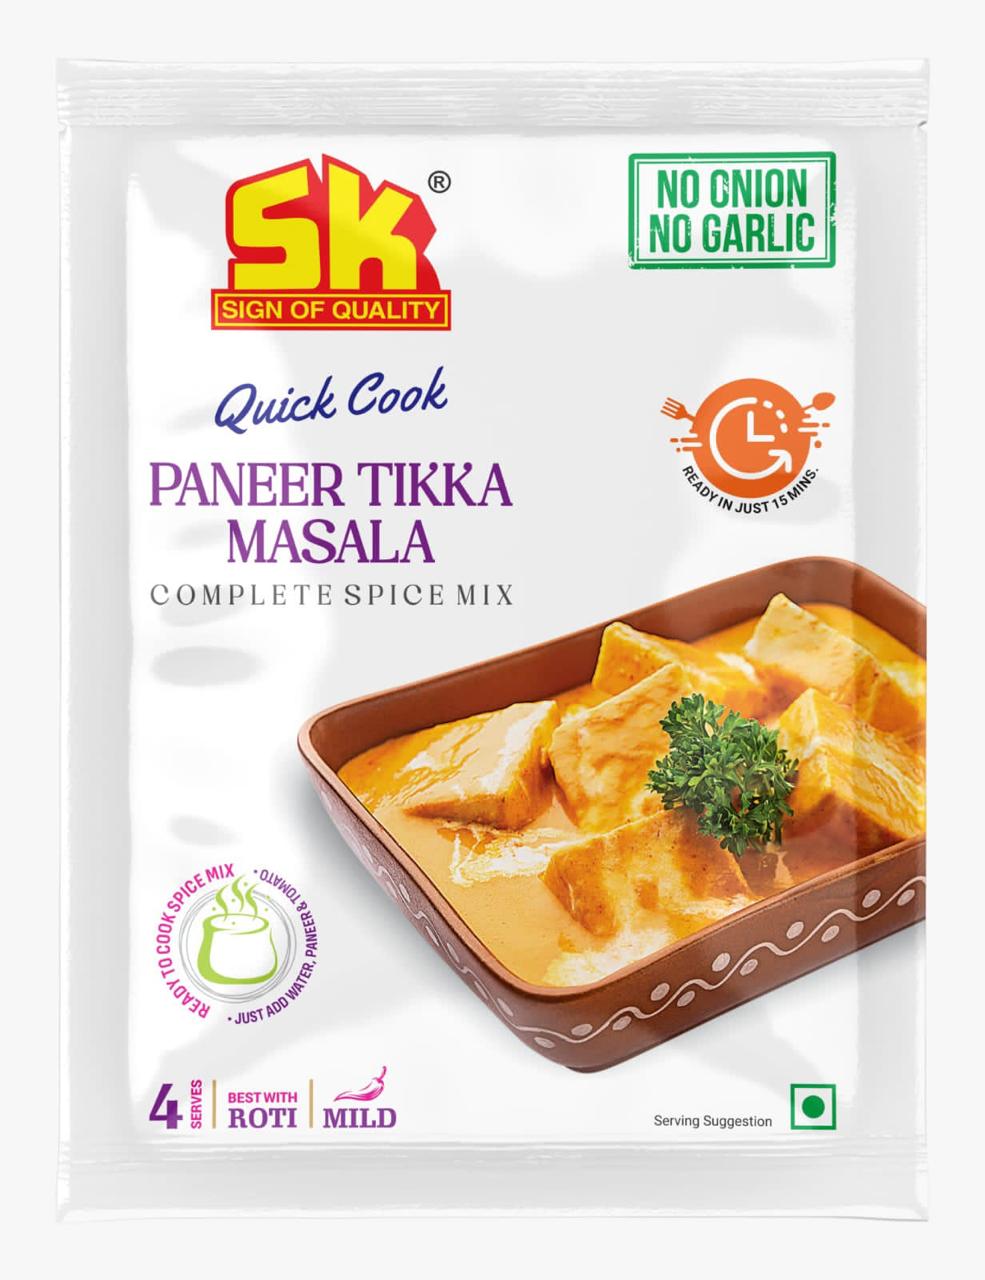 SK ®
SIGN OF QUALITY
NO ONION
NO GARLIC
Quick Cook
PANEER TIKKA
MASALA
COMPLETE SPICE MIX
READY IN JUST 15 MINS.
READY TO COOK SPICE MIX
• JUST ADD WATER, PANEER & TOMATO •
4 SERVES
BEST WITH
ROTI
MILD
Serving Suggestion